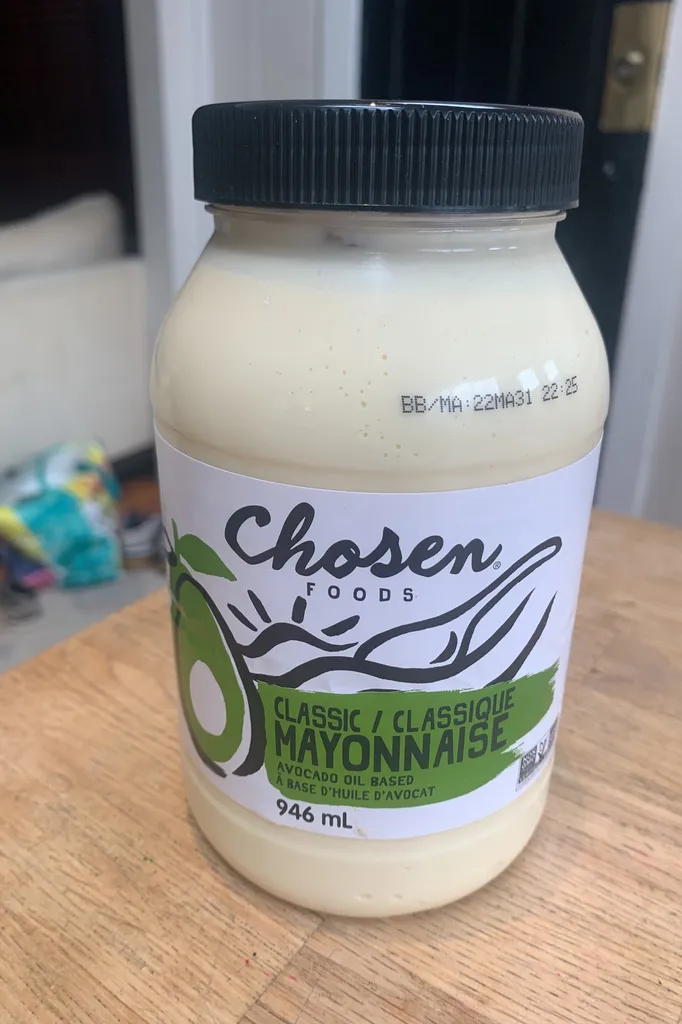 BB/MA:22MA31 22:25
Chosen®
FOODS
CLASSIC / CLASSIQUE
MAYONNAISE
AVOCADO OIL BASED
À BASE D'HUILE D'AVOCAT
946 mL